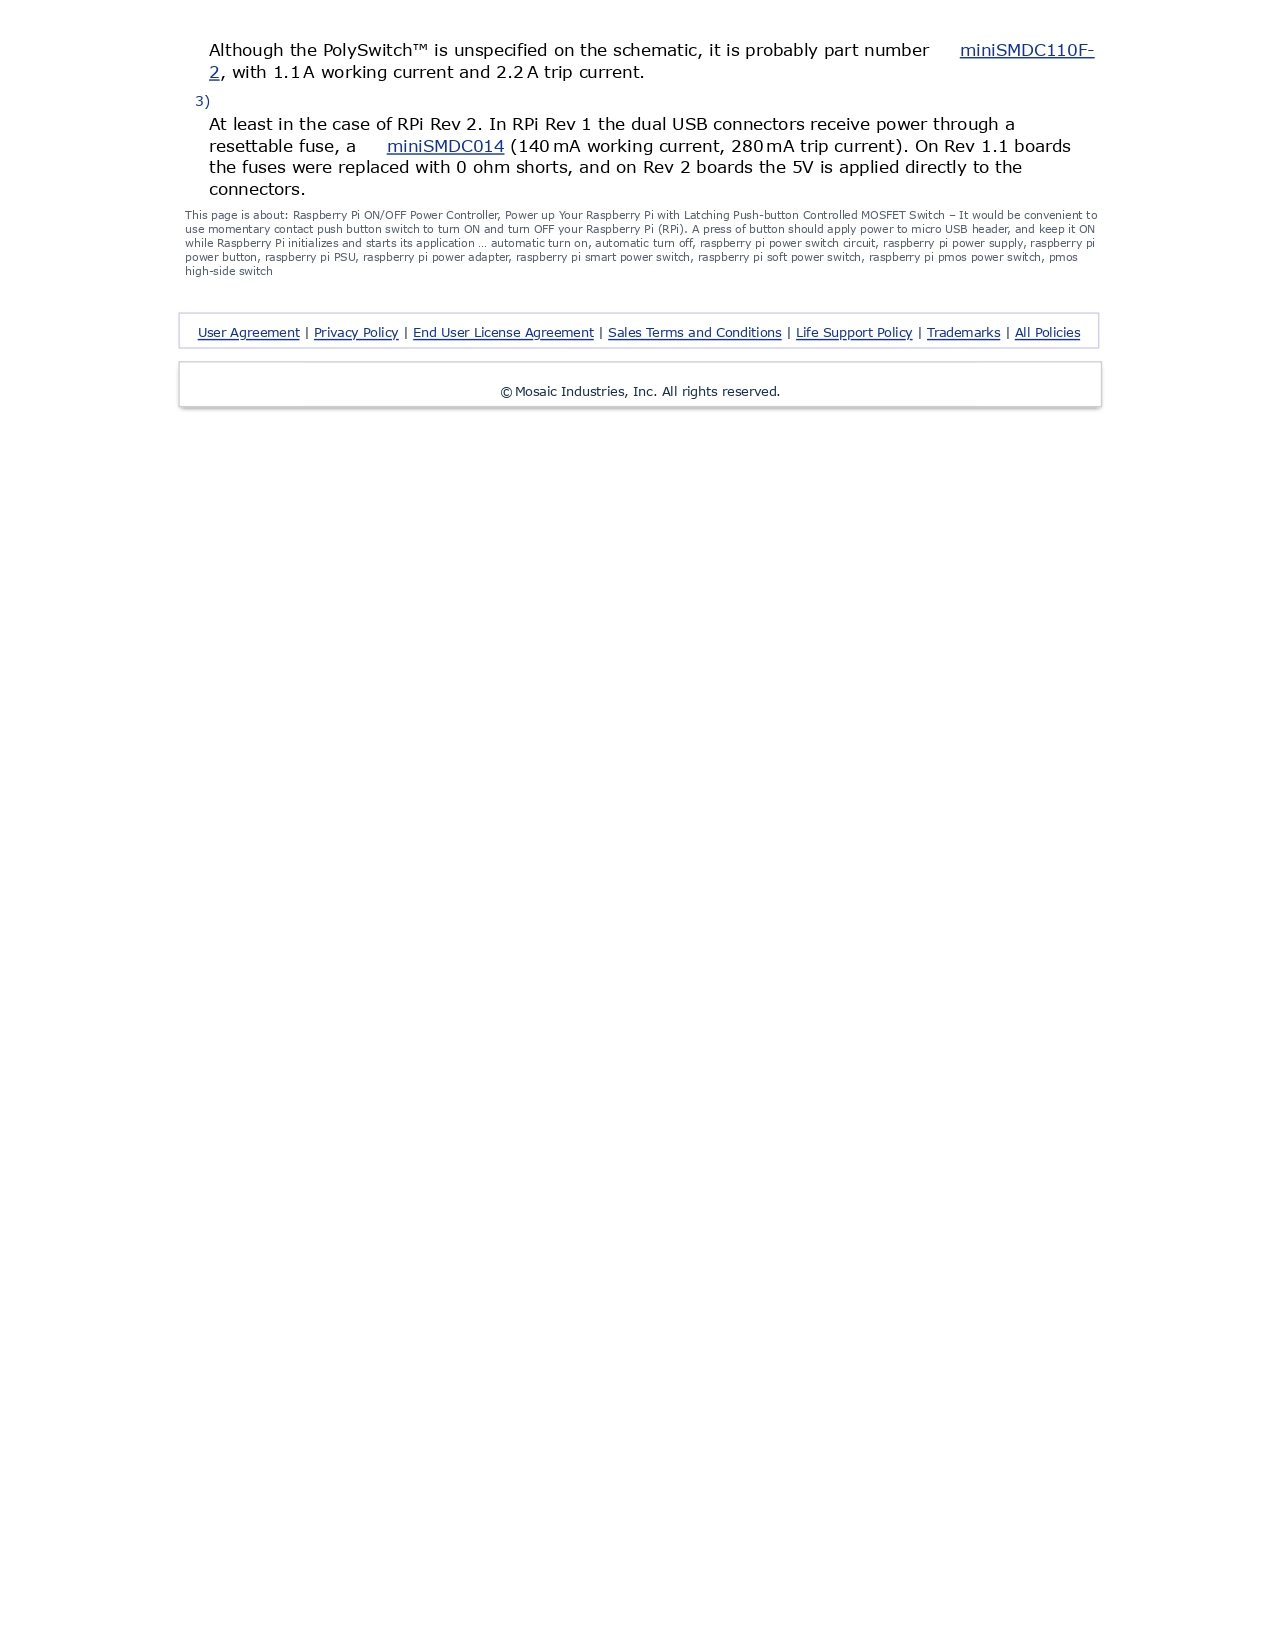 Although the PolySwitch™ is unspecified on the schematic, it is probably part number miniSMDC110F-
2, with 1.1 A working current and 2.2 A trip current.
3)
At least in the case of RPi Rev 2. In RPi Rev 1 the dual USB connectors receive power through a
resettable fuse, a miniSMDC014 (140 mA working current, 280 mA trip current). On Rev 1.1 boards
the fuses were replaced with 0 ohm shorts, and on Rev 2 boards the 5V is applied directly to the
connectors.
This page is about: Raspberry Pi ON/OFF Power Controller, Power up Your Raspberry Pi with Latching Push-button Controlled MOSFET Switch – It would be convenient to
use momentary contact push button switch to turn ON and turn OFF your Raspberry Pi (RPi). A press of button should apply power to micro USB header, and keep it ON
while Raspberry Pi initializes and starts its application … automatic turn on, automatic turn off, raspberry pi power switch circuit, raspberry pi power supply, raspberry pi
power button, raspberry pi PSU, raspberry pi power adapter, raspberry pi smart power switch, raspberry pi soft power switch, raspberry pi pmos power switch, pmos
high-side switch
User Agreement | Privacy Policy | End User License Agreement | Sales Terms and Conditions | Life Support Policy | Trademarks | All Policies
© Mosaic Industries, Inc. All rights reserved.